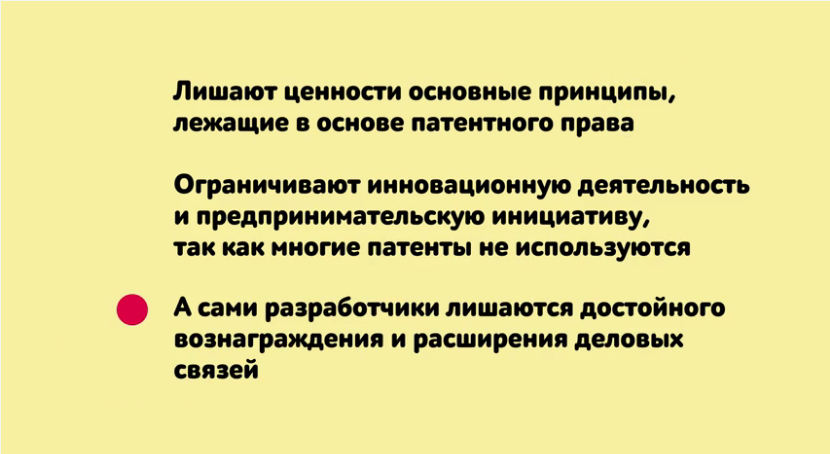 Лишают ценности основные принципы,
лежащие в основе патентного права
Ограничивают инновационную деятельность
и предпринимательскую инициативу,
так как многие патенты не используются
А сами разработчики лишаются достойного
вознаграждения и расширения деловых
связей